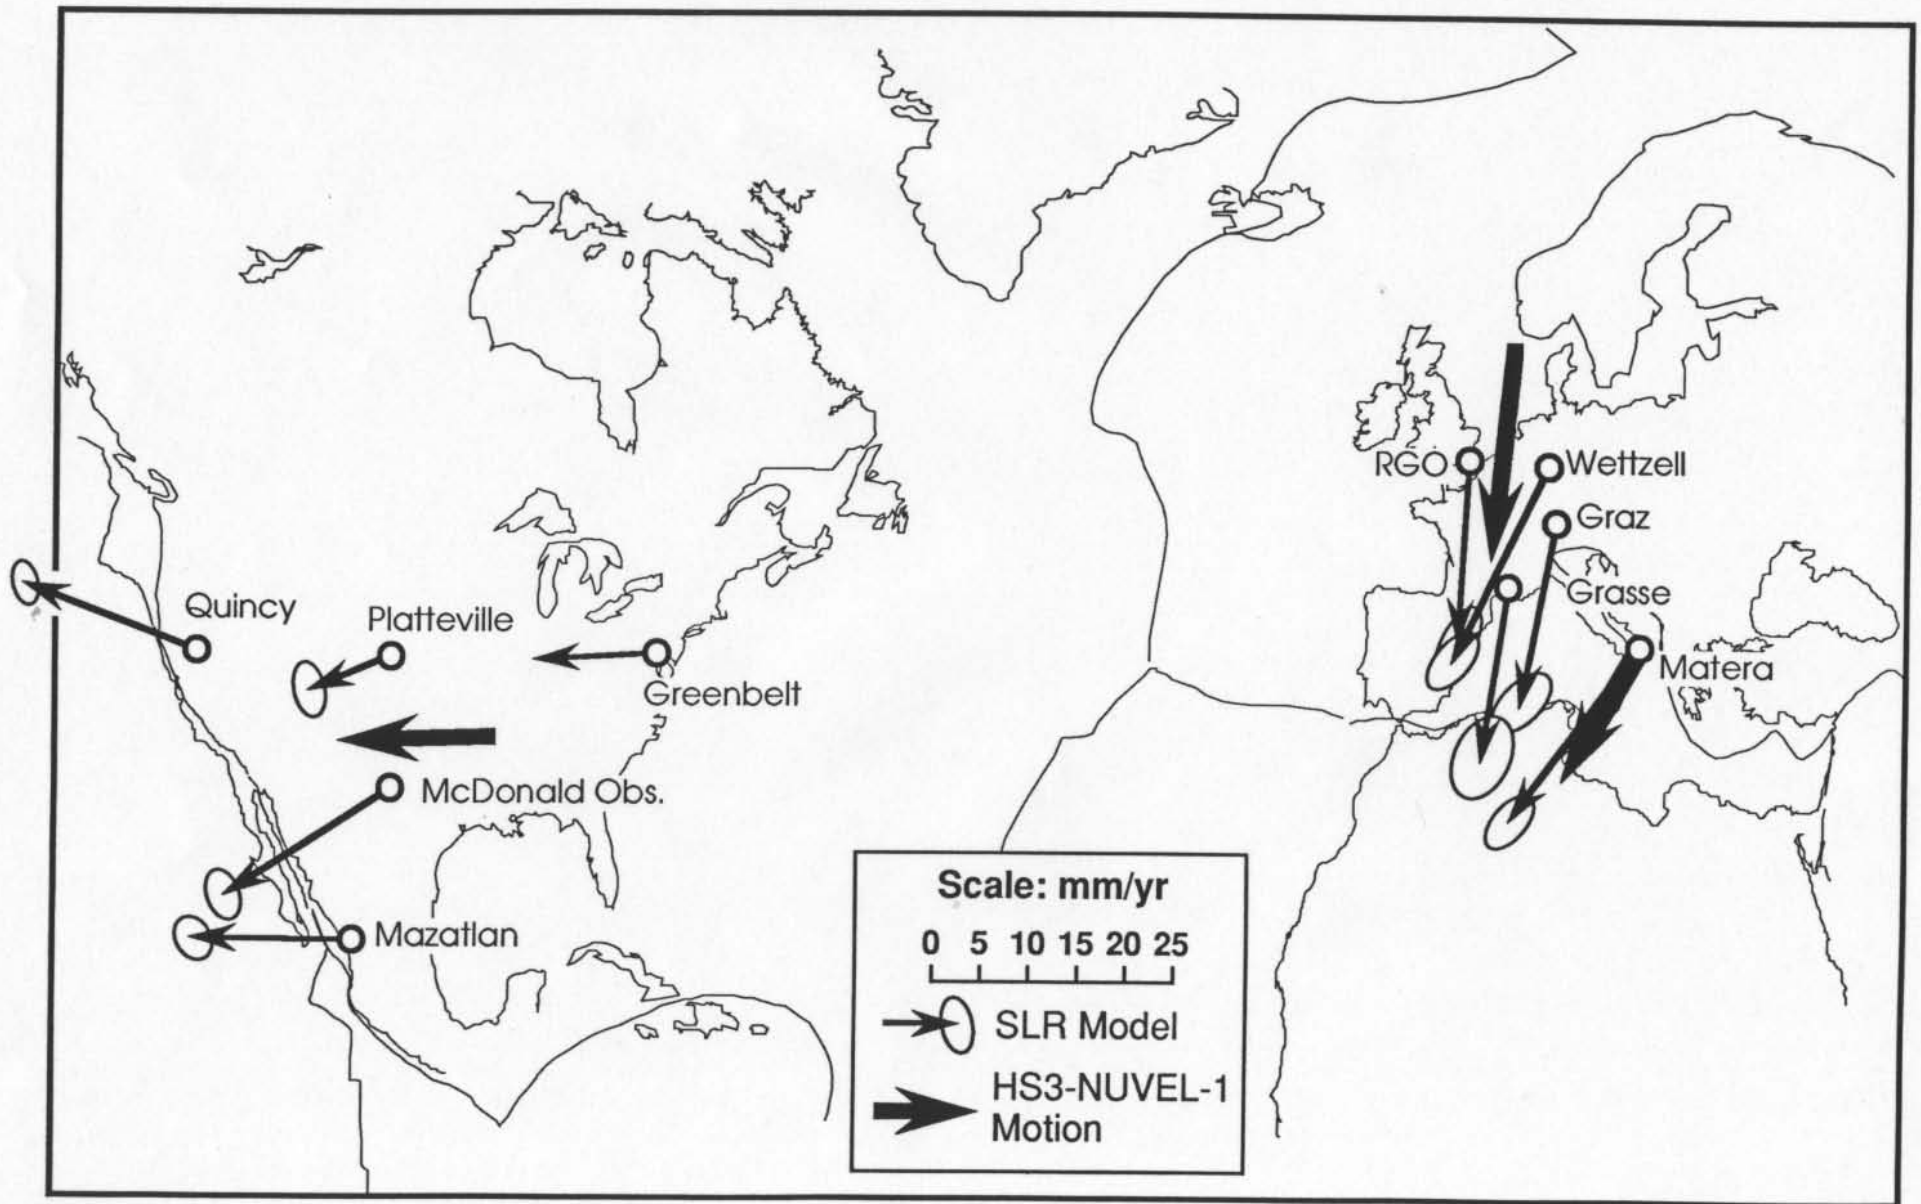 RGO
Wettzell
Graz
Grasse
Matera
Quincy
Platteville
Greenbelt
McDonald Obs.
Mazatlan
Scale: mm/yr
0 5 10 15 20 25
SLR Model
HS3-NUVEL-1
Motion